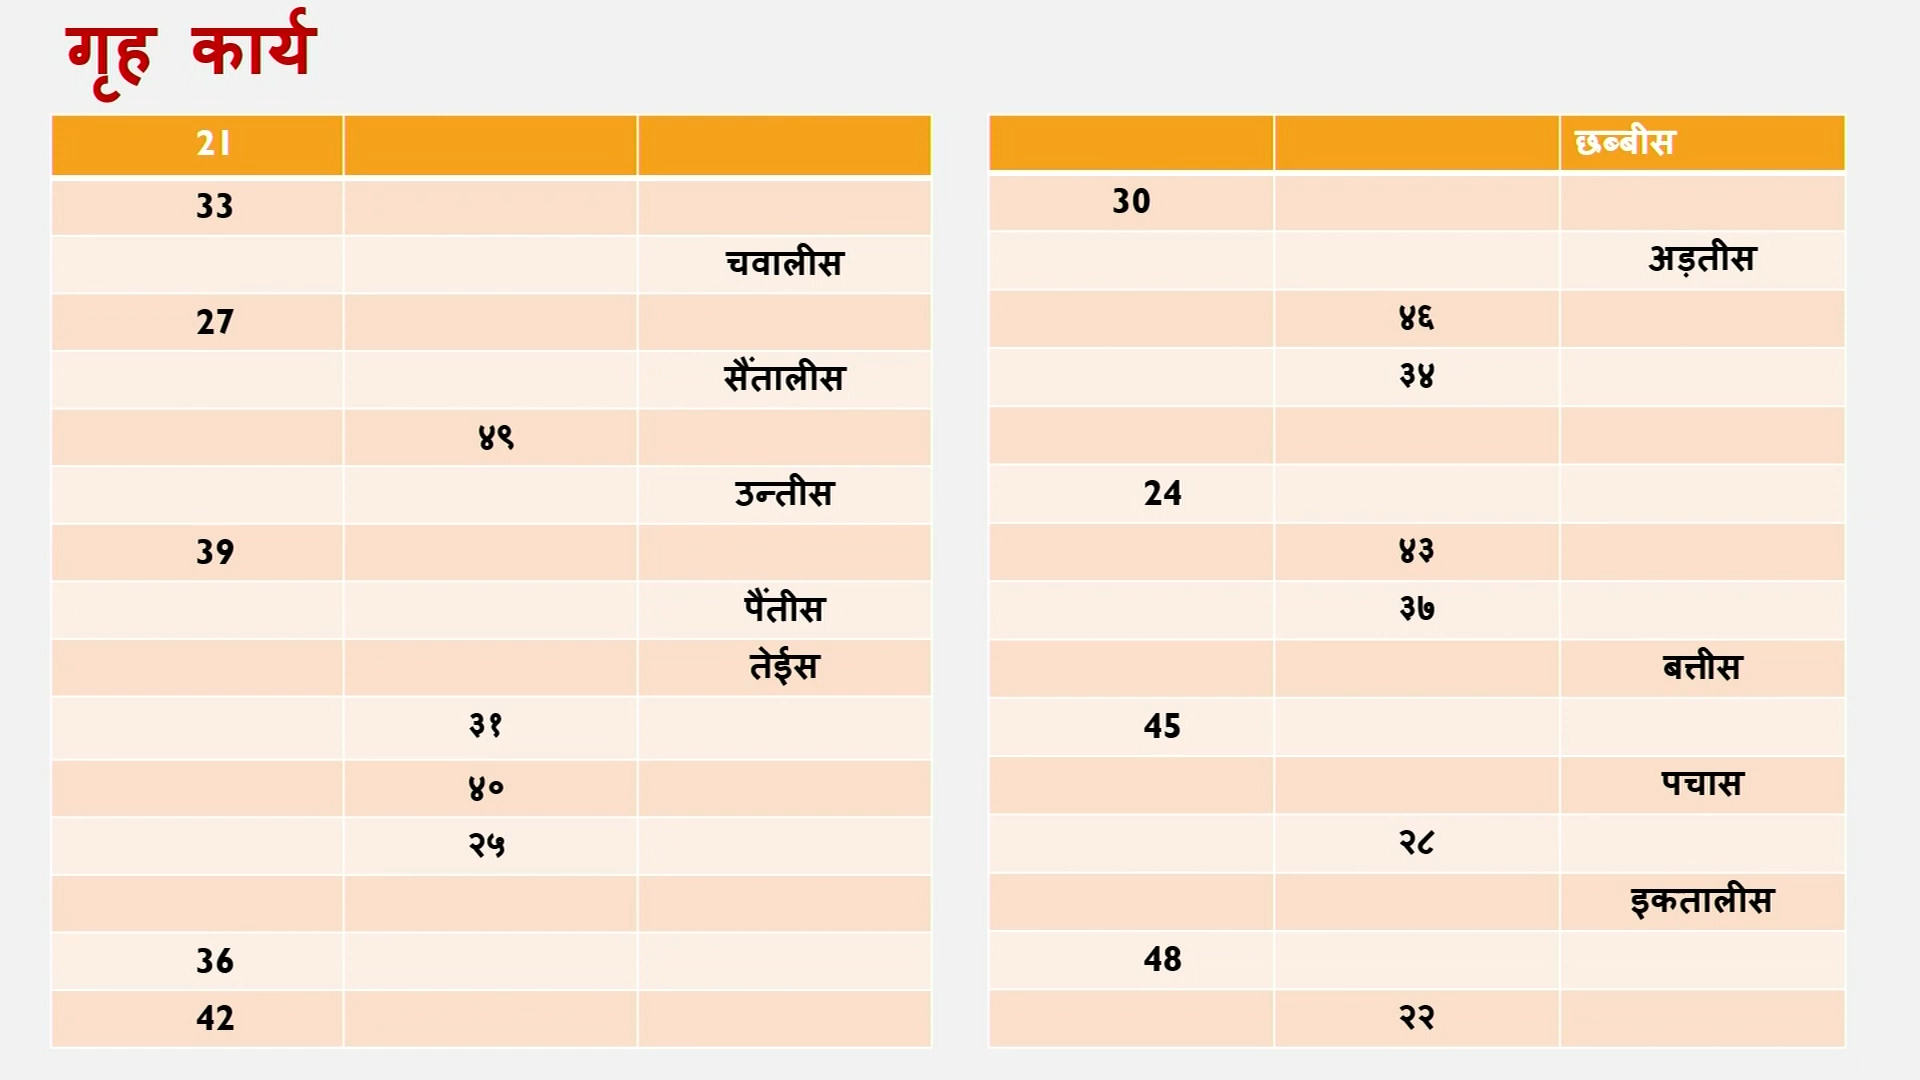 गृह कार्य
21
33
चवालीस
27
सैंतालीस
४९
उन्तीस
39
पैंतीस
तेईस
३१
४०
२५
36
42
छब्बीस
30
अड़तीस
४६
३४
24
४३
३७
बत्तीस
45
पचास
२८
इकतालीस
48
२२